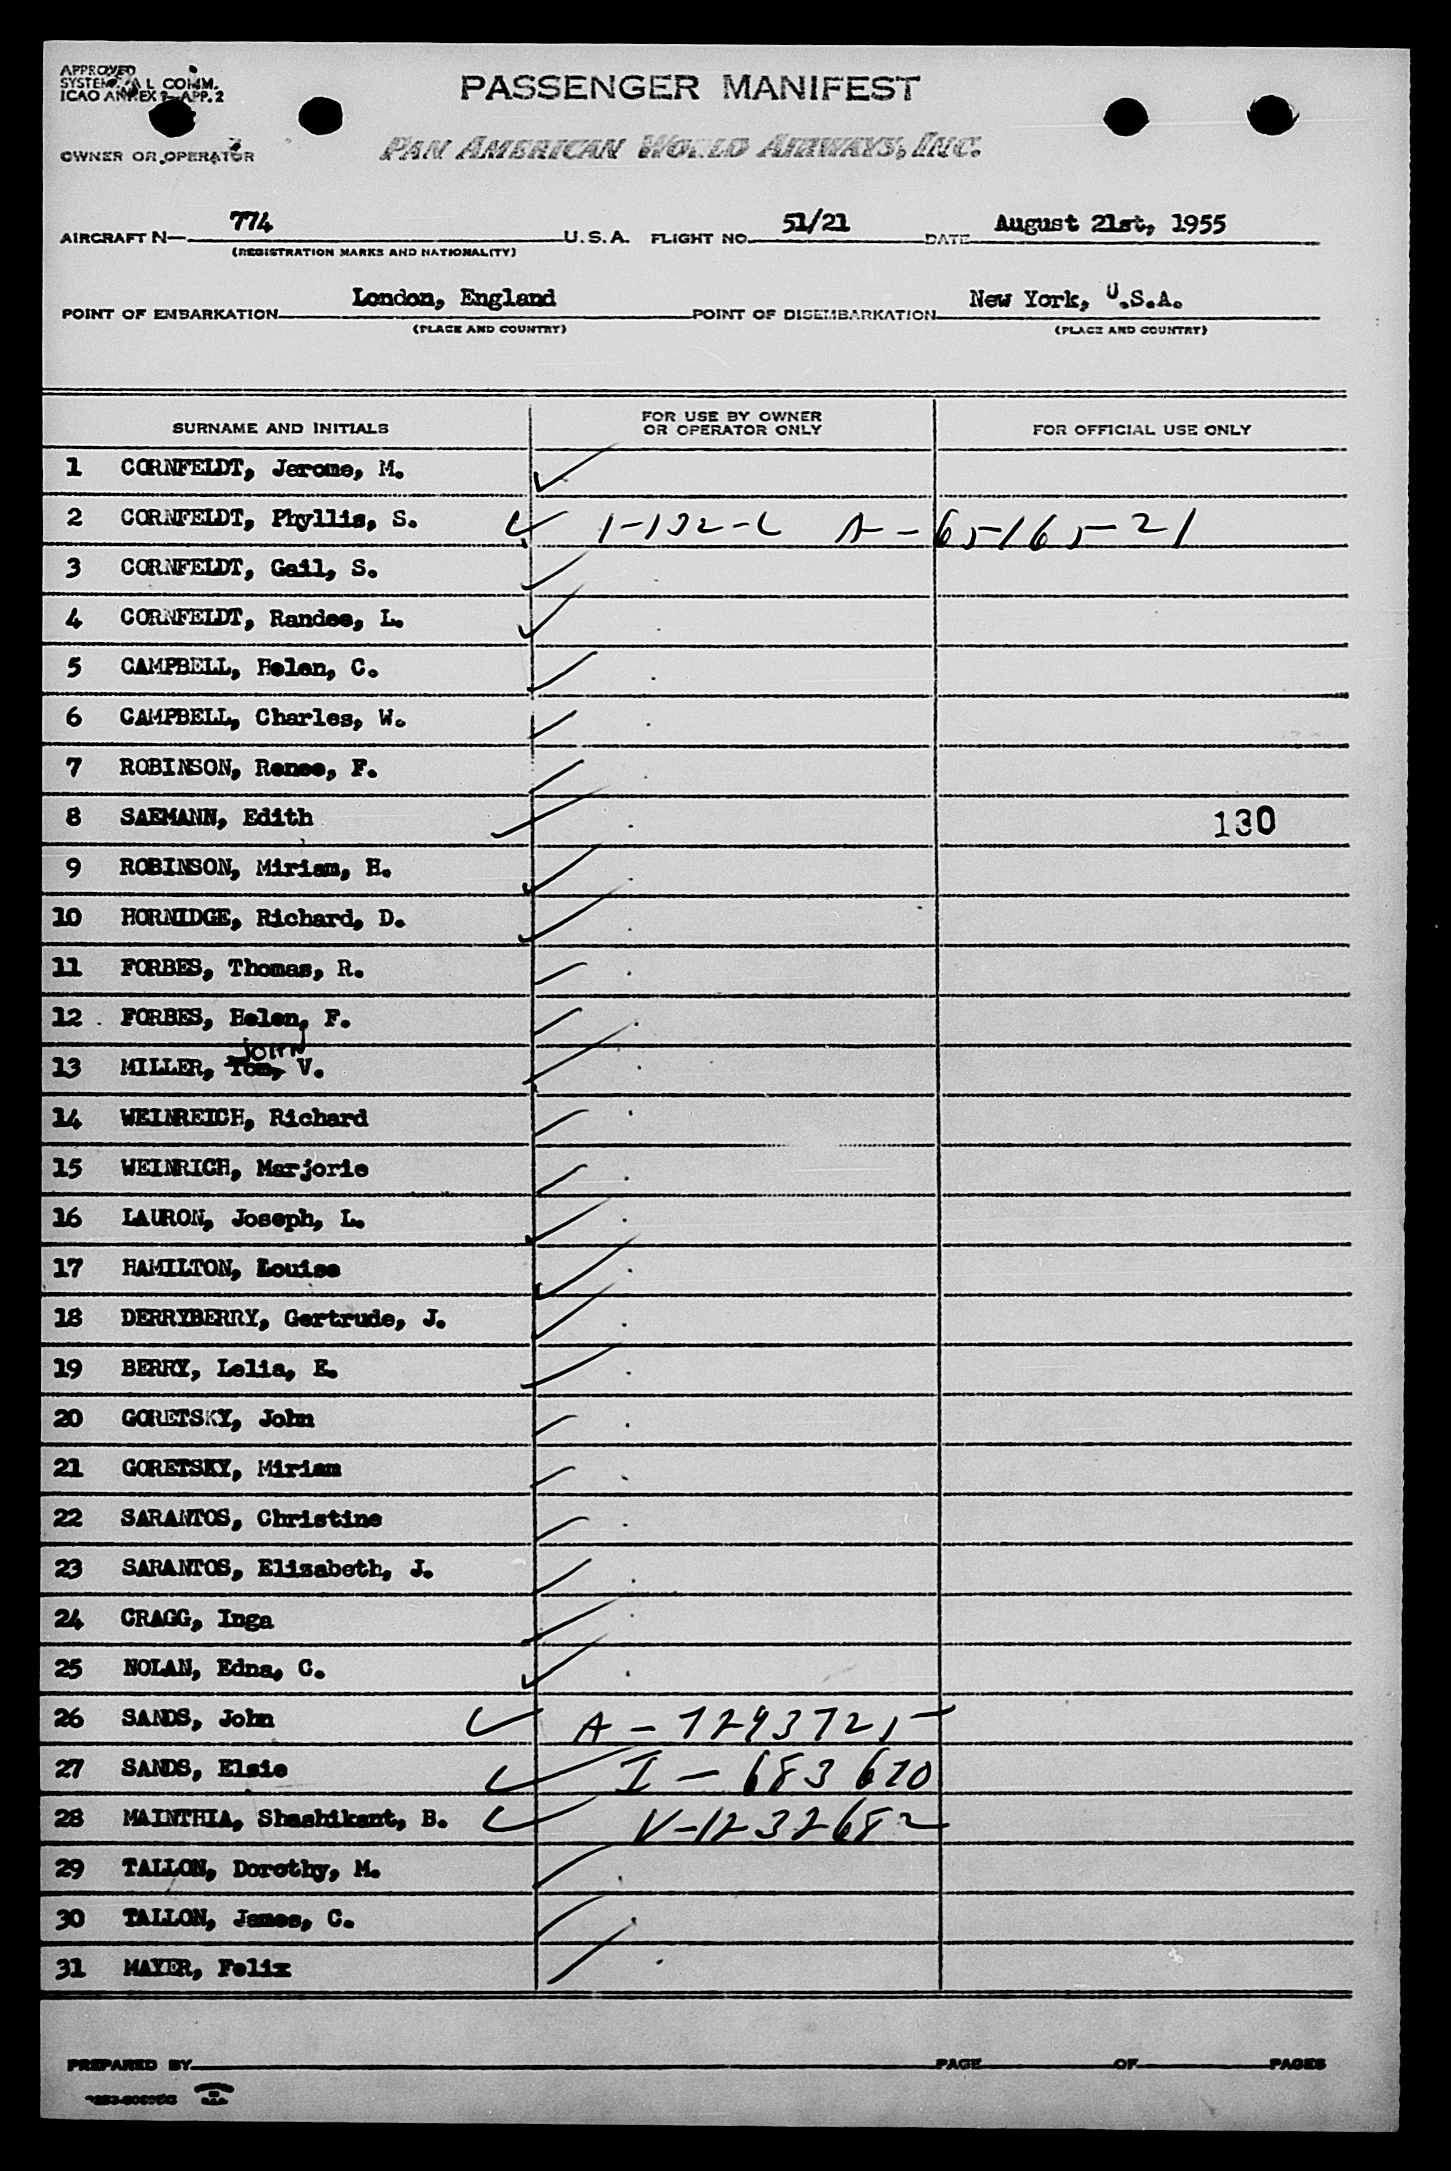 APPROVED
SYSTEM AL COMM.
ICAO ANNEX 9—APP. 2
PASSENGER MANIFEST
OWNER OR OPERATOR PAN AMERICAN WORLD AIRWAYS, INC.
AIRCRAFT N— 774 U.S.A. FLIGHT NO. 51/21 DATE August 21st, 1955
(REGISTRATION MARKS AND NATIONALITY)
POINT OF EMBARKATION London, England POINT OF DISEMBARKATION New York, U.S.A.
(PLACE AND COUNTRY) (PLACE AND COUNTRY)
SURNAME AND INITIALS FOR USE BY OWNER OR OPERATOR ONLY FOR OFFICIAL USE ONLY
1 CORNFELDT, Jerome, M.
2 CORNFELDT, Phyllis, S. 1-132-L A-6516521
3 CORNFELDT, Gail, S.
4 CORNFELDT, Randee, L.
5 CAMPBELL, Helen, C.
6 CAMPBELL, Charles, W.
7 ROBINSON, Renee, F.
8 SAEMANN, Edith 130
9 ROBINSON, Miriam, H.
10 HORNIDGE, Richard, D.
11 FORBES, Thomas, R.
12 FORBES, Helen, F.
13 MILLER, Tom, John V.
14 WEINREICH, Richard
15 WEINRICH, Marjorie
16 LAURON, Joseph, L.
17 HAMILTON, Louise
18 DERRYBERRY, Gertrude, J.
19 BERRY, Lelia, E.
20 GORETSKY, John
21 GORETSKY, Miriam
22 SARANTOS, Christine
23 SARANTOS, Elizabeth, J.
24 CRAGG, Inga
25 NOLAN, Edna, C.
26 SANDS, John A-7293725
27 SANDS, Elsie I-683670
28 MAINTHIA, Shashikant, B. V-1232682
29 TALLON, Dorothy, M.
30 TALLON, James, C.
31 MAYER, Felix
PREPARED BY PAGE OF PAGES